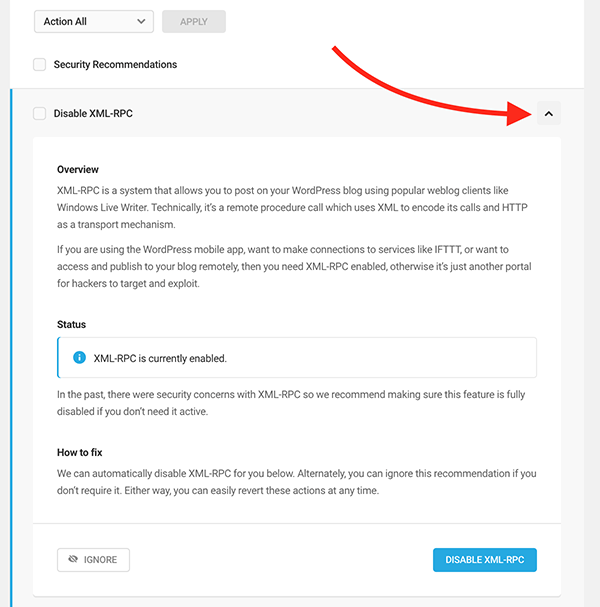 Action All
APPLY
Security Recommendations
Disable XML-RPC
Overview
XML-RPC is a system that allows you to post on your WordPress blog using popular weblog clients like
Windows Live Writer. Technically, it's a remote procedure call which uses XML to encode its calls and HTTP
as a transport mechanism.
If you are using the WordPress mobile app, want to make connections to services like IFTTT, or want to
access and publish to your blog remotely, then you need XML-RPC enabled, otherwise it's just another portal
for hackers to target and exploit.
Status
XML-RPC is currently enabled.
In the past, there were security concerns with XML-RPC so we recommend making sure this feature is fully
disabled if you don't need it active.
How to fix
We can automatically disable XML-RPC for you below. Alternately, you can ignore this recommendation if you
don't require it. Either way, you can easily revert these actions at any time.
IGNORE
DISABLE XML-RPC